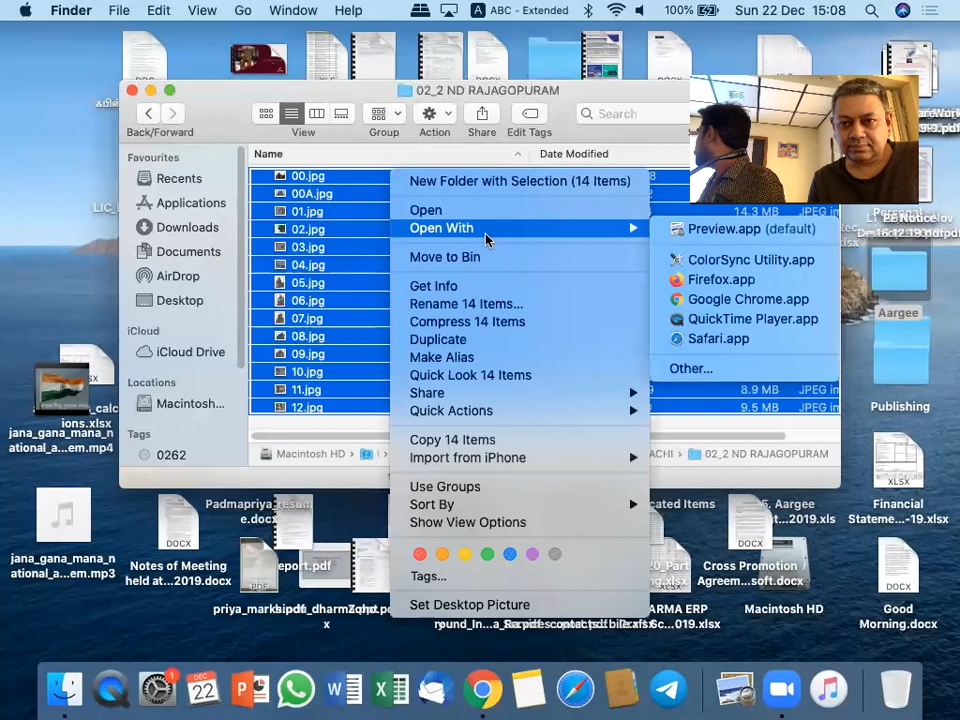 Finder File Edit View Go Window Help ABC - Extended 100% Sun 22 Dec 15:08
02_2 ND RAJAGOPURAM
Back/Forward View Group Action Share Edit Tags Search
Favourites
Recents
Applications
Downloads
Documents
AirDrop
Desktop
iCloud
iCloud Drive
Locations
Macintosh...
Tags
0262
Name Date Modified
00.jpg
00A.jpg
01.jpg 14.3 MB JPEG im
02.jpg
03.jpg
04.jpg
05.jpg
06.jpg
07.jpg
08.jpg
09.jpg
10.jpg
11.jpg 8.9 MB JPEG im
12.jpg 9.5 MB JPEG im
Macintosh HD
02_2 ND RAJAGOPURAM
New Folder with Selection (14 Items)
Open
Open With
Move to Bin
Get Info
Rename 14 Items...
Compress 14 Items
Duplicate
Make Alias
Quick Look 14 Items
Share
Quick Actions
Copy 14 Items
Import from iPhone
Use Groups
Sort By
Show View Options
Tags...
Set Desktop Picture
Preview.app (default)
ColorSync Utility.app
Firefox.app
Google Chrome.app
QuickTime Player.app
Safari.app
Other...
Aargee
Publishing
XLSX
Financial
Stateme...-19.xlsx
jana_gana_mana_n
ational_a...em.mp4
jana_gana_mana_n
ational_a...em.mp3
DOCX
Notes of Meeting
held at...2019.docx
PDF
DOCX
Cross Promotion
Agreem...soft.docx
Macintosh HD
DOCX
Good
Morning.docx
DEC
22
1